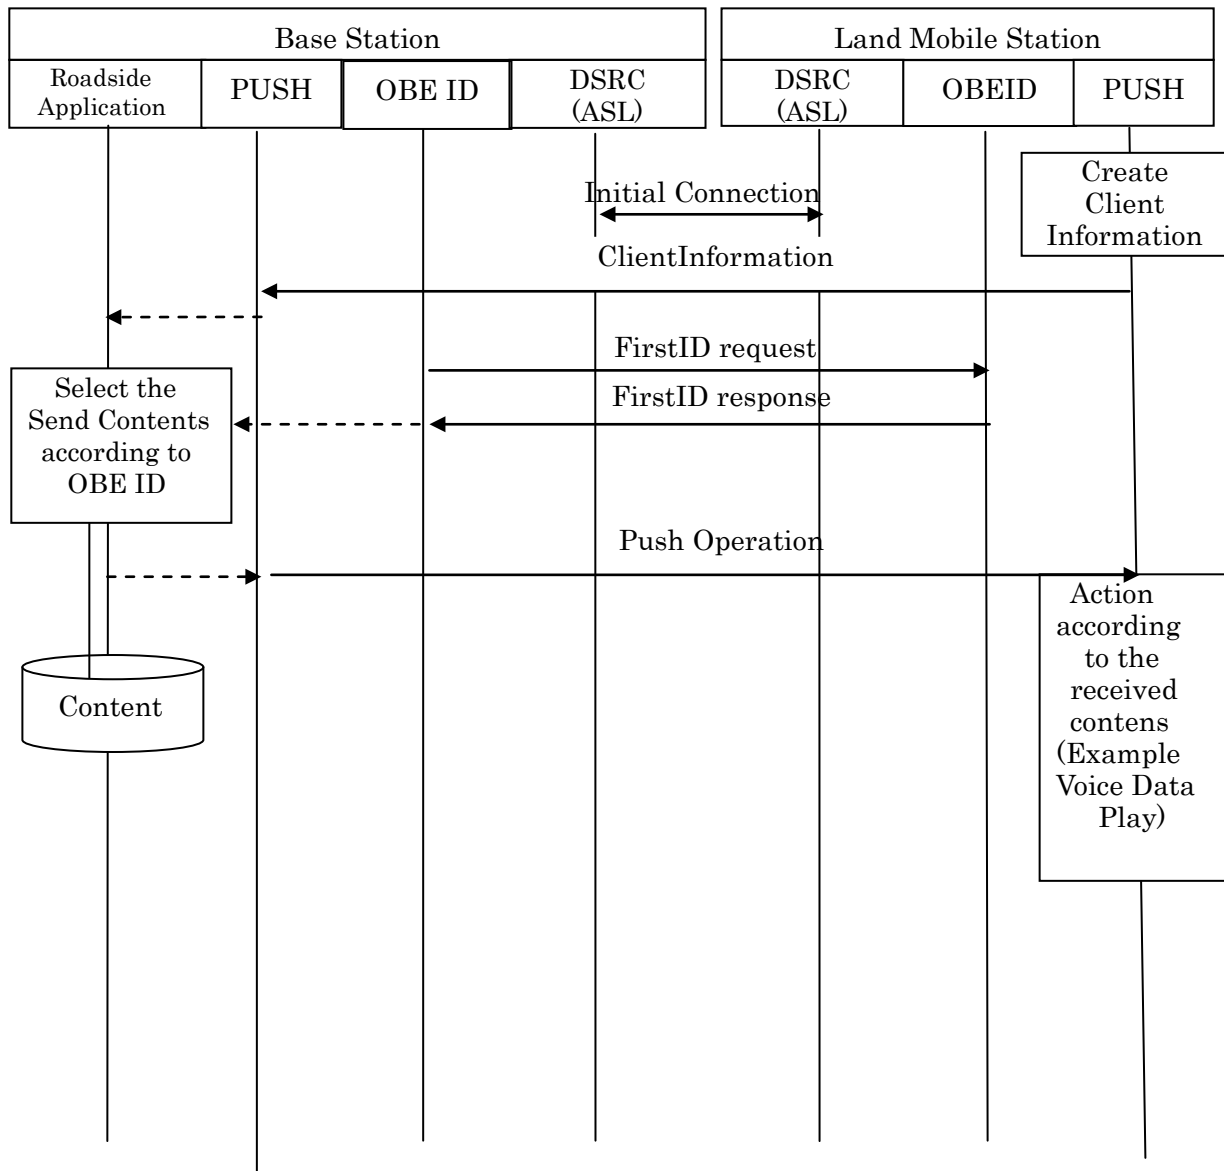 Base Station
Land Mobile Station
Roadside
Application
PUSH
OBE ID
DSRC
(ASL)
DSRC
(ASL)
OBEID
PUSH
Create
Client
Information
Initial Connection
ClientInformation
FirstID request
FirstID response
Select the
Send Contents
according to
OBE ID
Push Operation
Action
according
to the
received
contens
(Example
Voice Data
Play)
Content